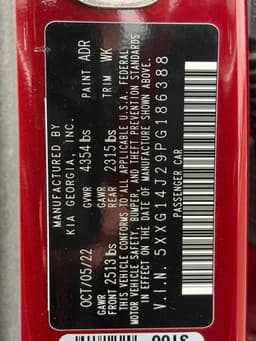 MANUFACTURED BY
KIA GEORGIA, INC.
OCT/05/22 GVWR 4354 lbs PAINT ADR
GAWR FRONT 2513 lbs GAWR REAR 2315 lbs TRIM WK
THIS VEHICLE CONFORMS TO ALL APPLICABLE U.S.A. FEDERAL
MOTOR VEHICLE SAFETY, BUMPER, AND THEFT PREVENTION STANDARDS
IN EFFECT ON THE DATE OF MANUFACTURE SHOWN ABOVE.
V.I.N. 5XXG14J29PG186388
PASSENGER CAR